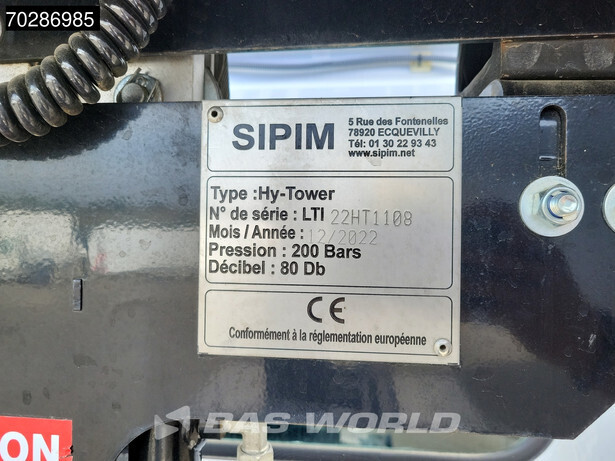 70286985
SIPIM
5 Rue des Fontenelles
78920 ECQUEVILLY
Tél: 01 30 22 93 43
www.sipim.net
Type :Hy-Tower
N° de série : LTI 22HT1108
Mois / Année : 12/2022
Pression : 200 Bars
Décibel : 80 Db
CE
Conformément à la réglementation européenne
ON
BAS WORLD